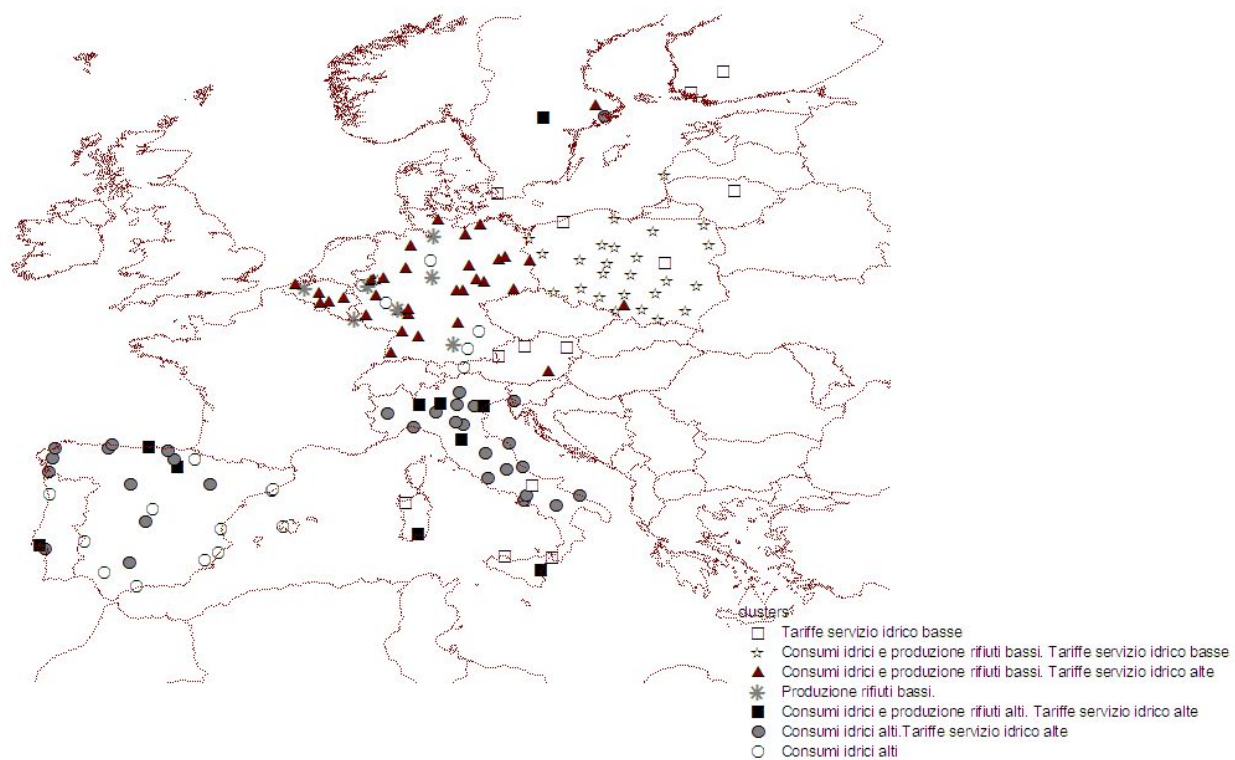 clusters
Tariffe servizio idrico basse
Consumi idrici e produzione rifiuti bassi. Tariffe servizio idrico basse
Consumi idrici e produzione rifiuti bassi. Tariffe servizio idrico alte
Produzione rifiuti bassi.
Consumi idrici e produzione rifiuti alti. Tariffe servizio idrico alte
Consumi idrici alti.Tariffe servizio idrico alte
Consumi idrici alti